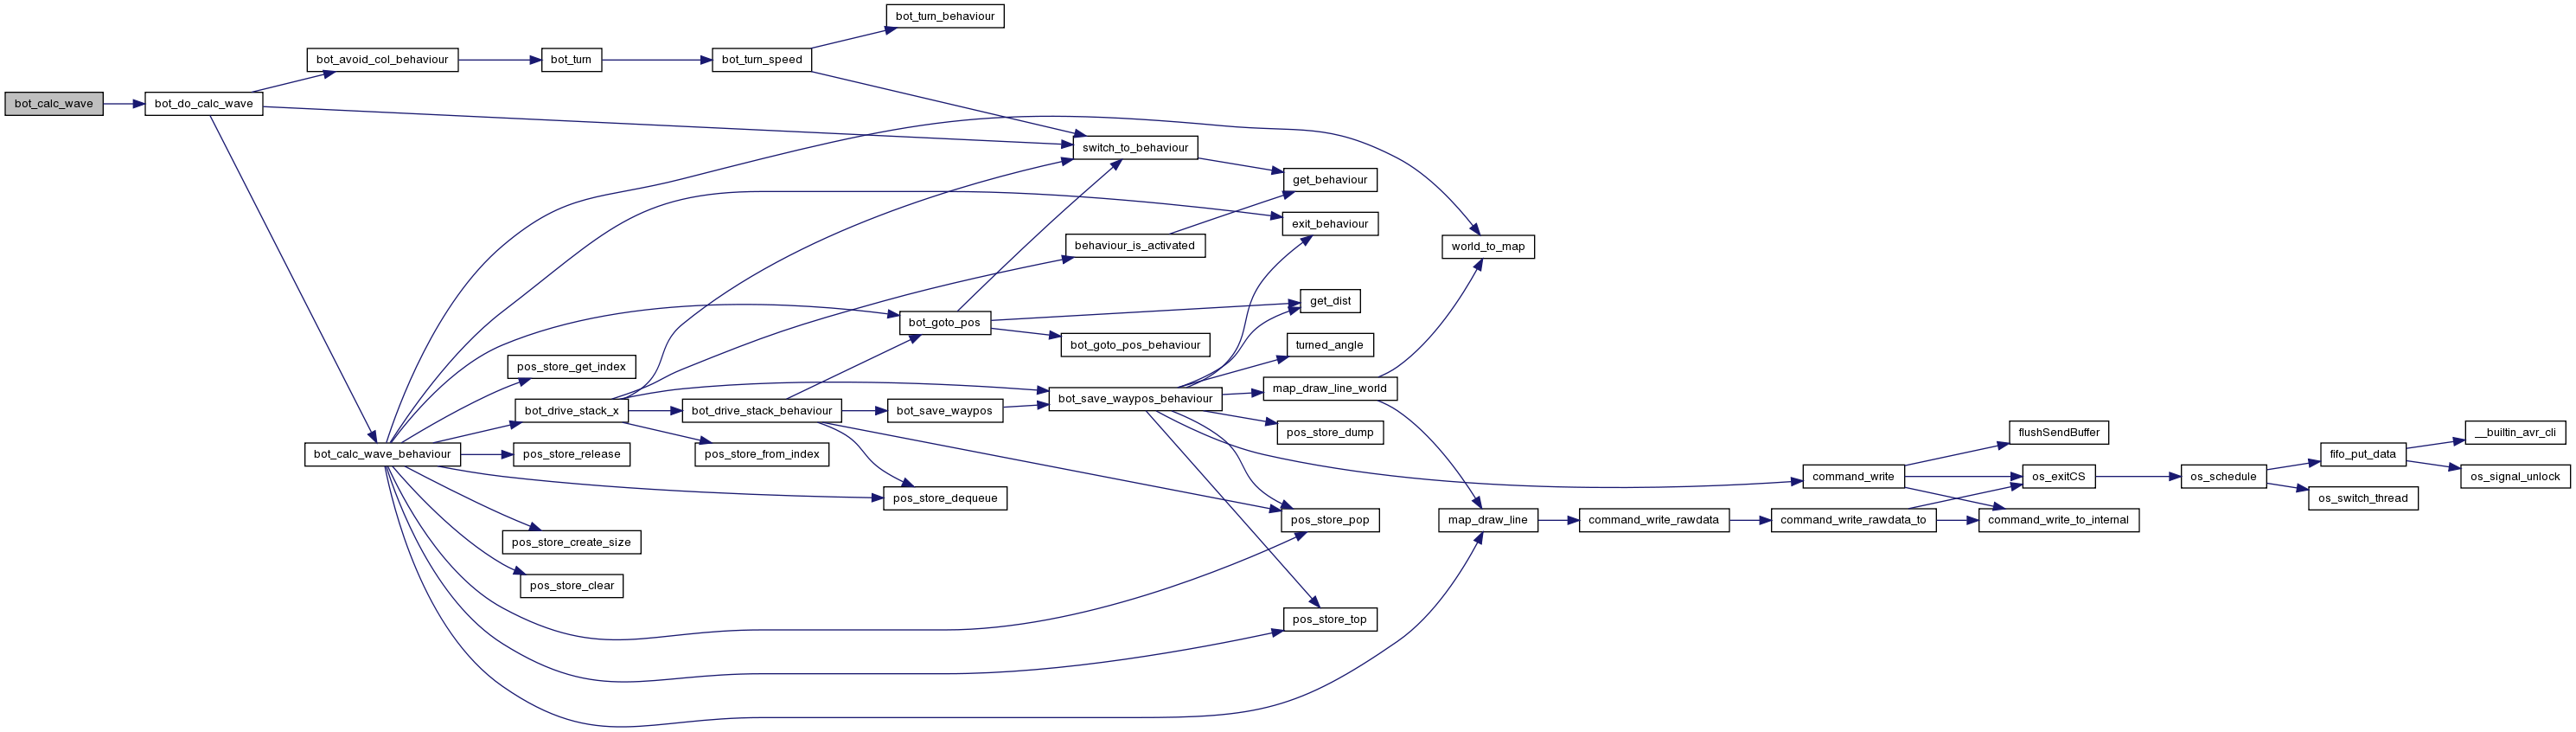 bot_turn_behaviour
bot_avoid_col_behaviour
bot_turn
bot_turn_speed
bot_calc_wave
bot_do_calc_wave
switch_to_behaviour
get_behaviour
exit_behaviour
behaviour_is_activated
world_to_map
get_dist
bot_goto_pos
bot_goto_pos_behaviour
turned_angle
pos_store_get_index
map_draw_line_world
bot_save_waypos_behaviour
bot_drive_stack_x
bot_drive_stack_behaviour
bot_save_waypos
pos_store_dump
flushSendBuffer
__builtin_avr_cli
bot_calc_wave_behaviour
pos_store_release
pos_store_from_index
fifo_put_data
command_write
os_exitCS
os_schedule
os_signal_unlock
pos_store_dequeue
os_switch_thread
pos_store_pop
map_draw_line
command_write_rawdata
command_write_rawdata_to
command_write_to_internal
pos_store_create_size
pos_store_clear
pos_store_top